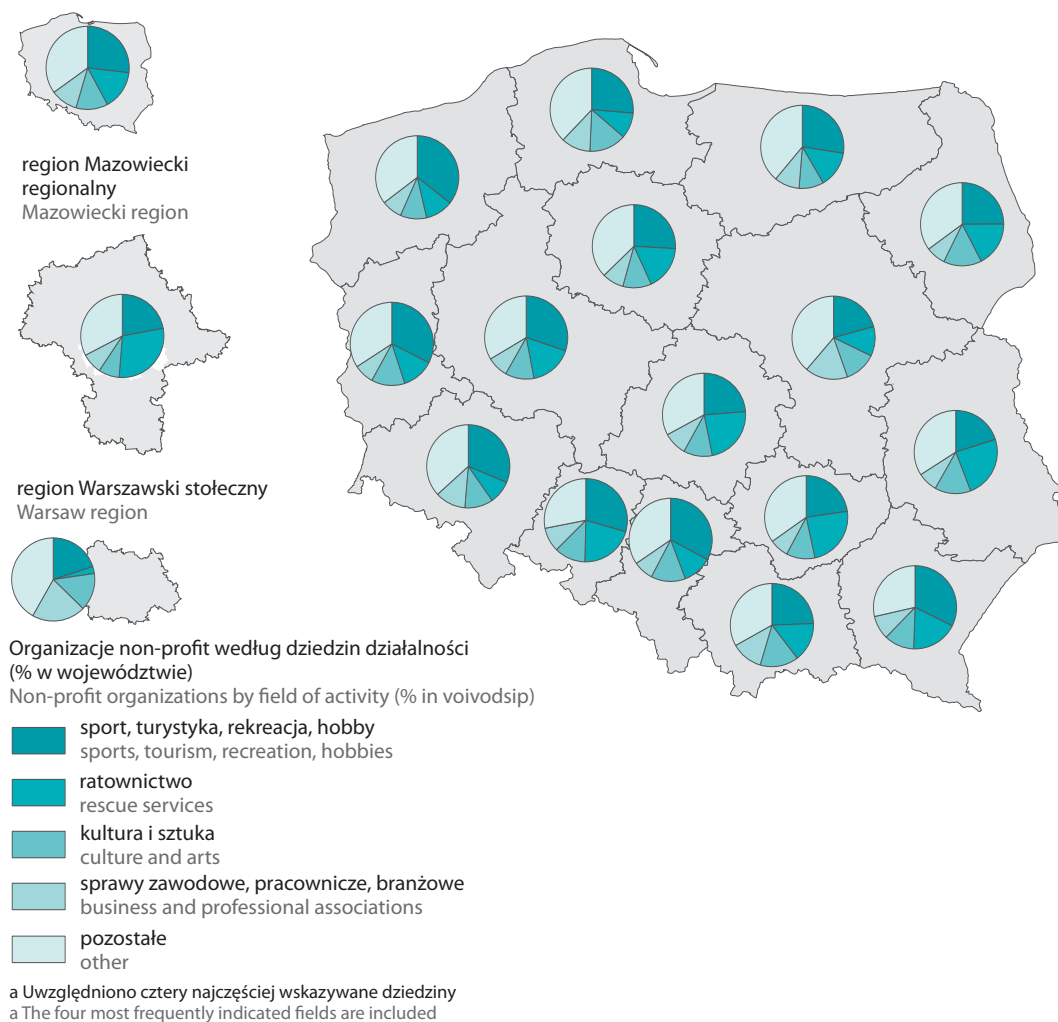 region Mazowiecki
regionalny
Mazowiecki region
region Warszawski stołeczny
Warsaw region
Organizacje non-profit według dziedzin działalności
(% w województwie)
Non-profit organizations by field of activity (% in voivodsip)
sport, turystyka, rekreacja, hobby
sports, tourism, recreation, hobbies
ratownictwo
rescue services
kultura i sztuka
culture and arts
sprawy zawodowe, pracownicze, branżowe
business and professional associations
pozostałe
other
a Uwzględniono cztery najczęściej wskazywane dziedziny
a The four most frequently indicated fields are included